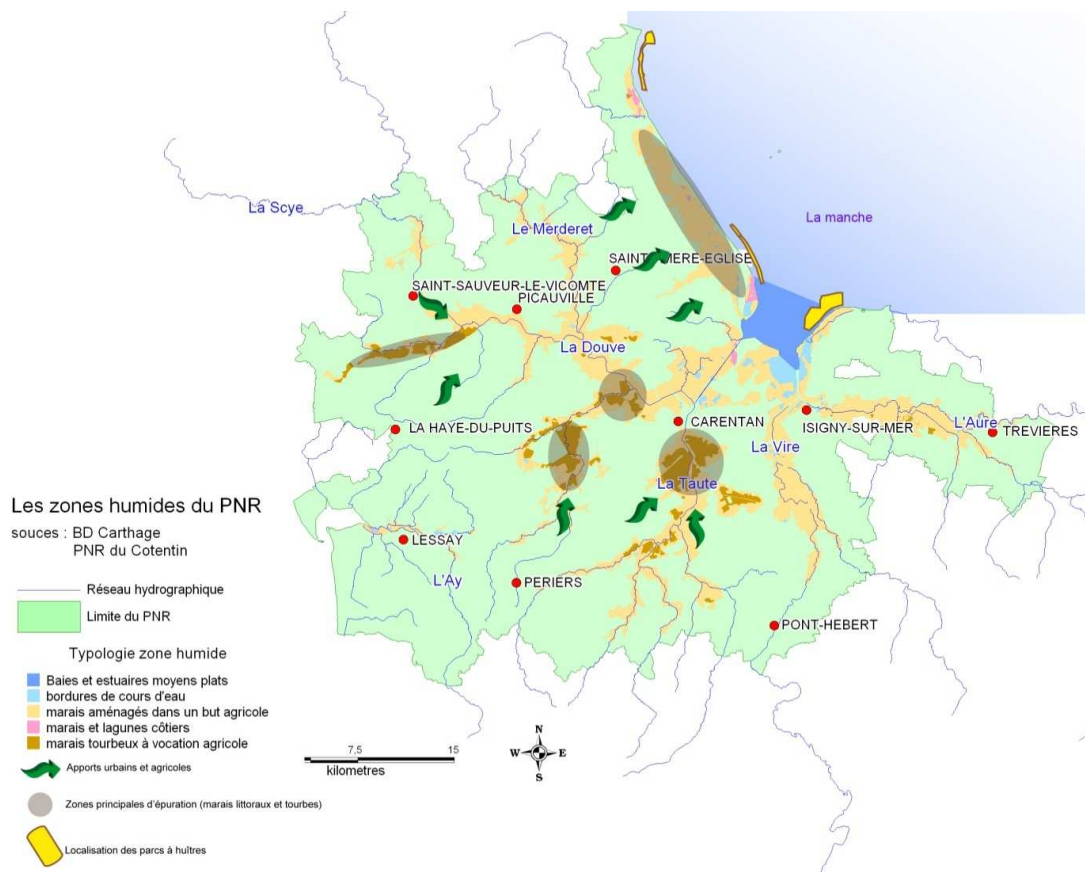 La Scye
Le Merderet
La manche
SAINTE-MERE-EGLISE
SAINT-SAUVEUR-LE-VICOMTE
PICAUVILLE
La Douve
LA HAYE-DU-PUITS
CARENTAN
ISIGNY-SUR-MER
L'Aure
TREVIERES
La Vire
La Taute
LESSAY
L'Ay
PERIERS
PONT-HEBERT
Les zones humides du PNR
souces : BD Carthage
PNR du Cotentin
Réseau hydrographique
Limite du PNR
Typologie zone humide
Baies et estuaires moyens plats
bordures de cours d'eau
marais aménagés dans un but agricole
marais et lagunes côtiers
marais tourbeux à vocation agricole
Apports urbains et agricoles
Zones principales d'épuration (marais littoraux et tourbes)
Localisation des parcs à huîtres
7,5 15
kilometres
N
W E
S